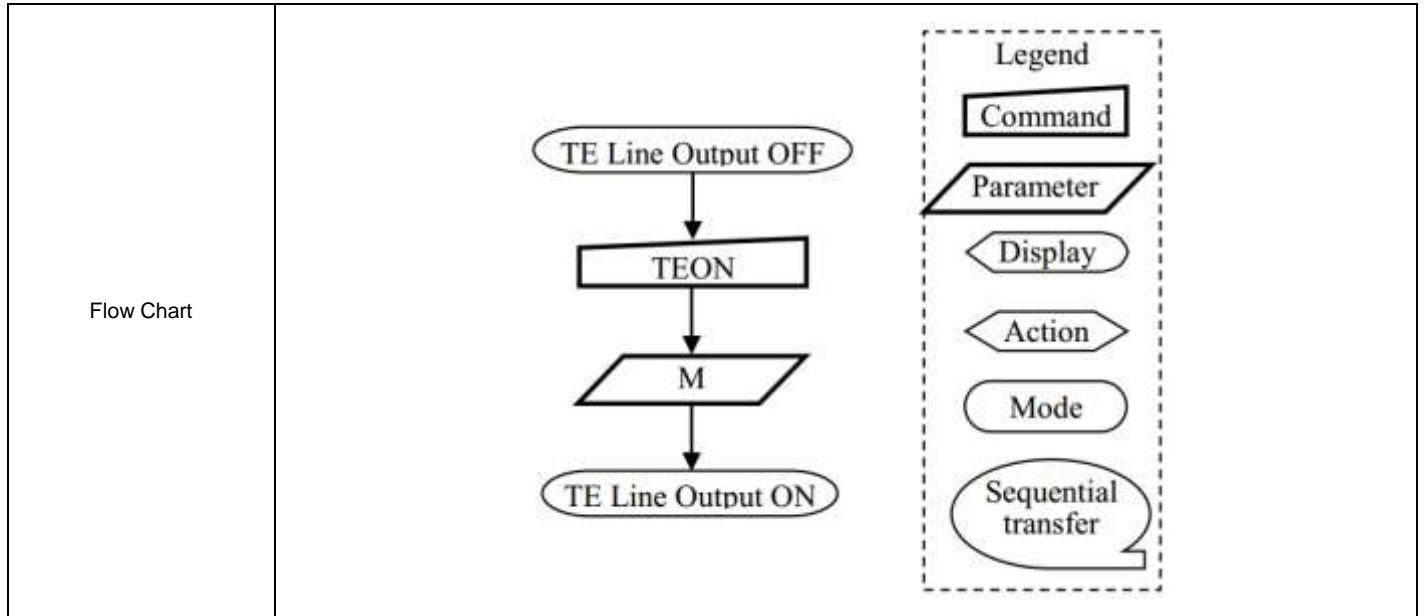 Flow Chart
TE Line Output OFF
TEON
M
TE Line Output ON
Legend
Command
Parameter
Display
Action
Mode
Sequential
transfer